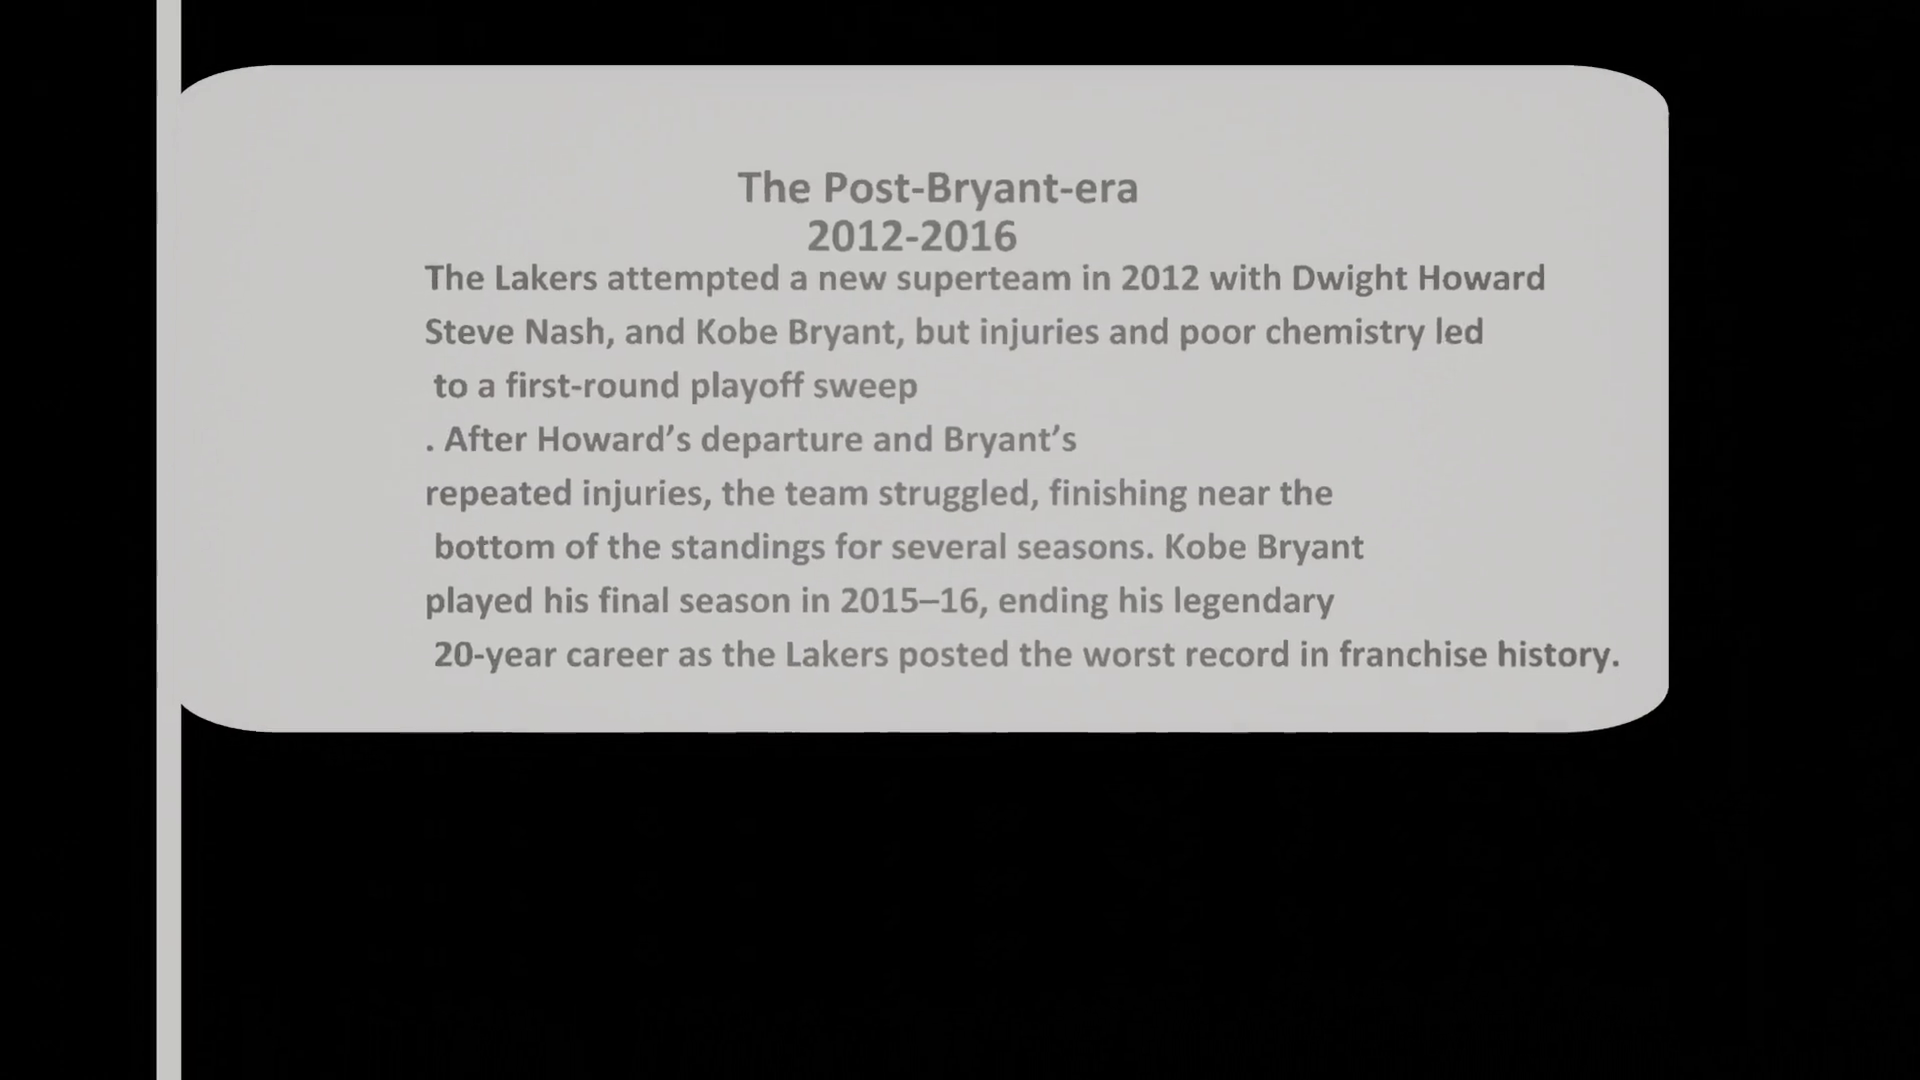 The Post-Bryant-era
2012-2016
The Lakers attempted a new superteam in 2012 with Dwight Howard
Steve Nash, and Kobe Bryant, but injuries and poor chemistry led
to a first-round playoff sweep
. After Howard’s departure and Bryant’s
repeated injuries, the team struggled, finishing near the
bottom of the standings for several seasons. Kobe Bryant
played his final season in 2015–16, ending his legendary
20-year career as the Lakers posted the worst record in franchise history.